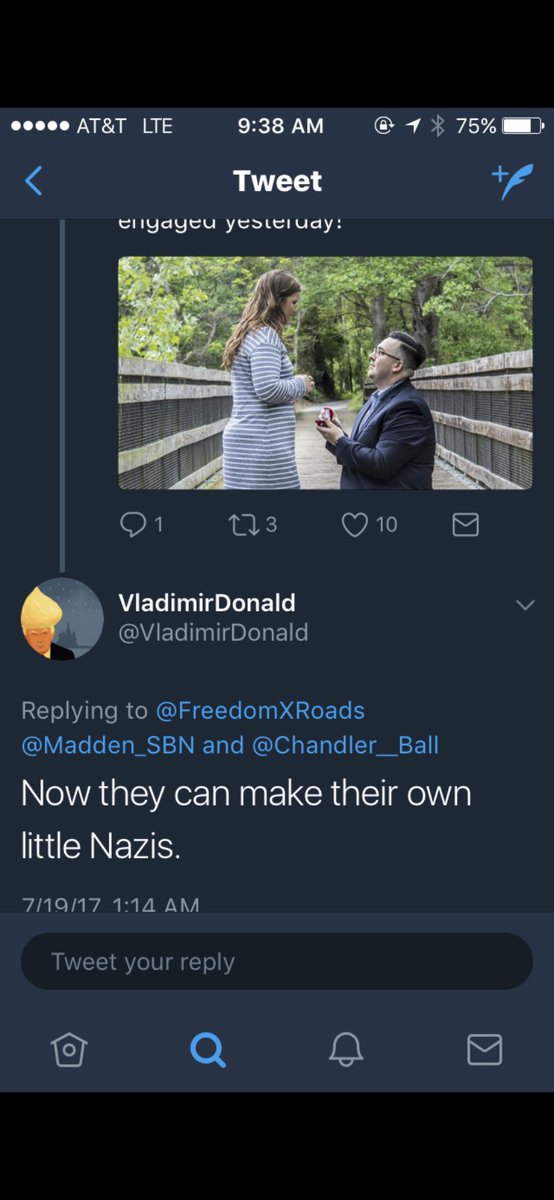 AT&T LTE 9:38 AM 75%
Tweet
engaged yesterday!
1 3 10
VladimirDonald
@VladimirDonald
Replying to @FreedomXRoads
@Madden_SBN and @Chandler__Ball
Now they can make their own
little Nazis.
7/19/17, 1:14 AM
Tweet your reply